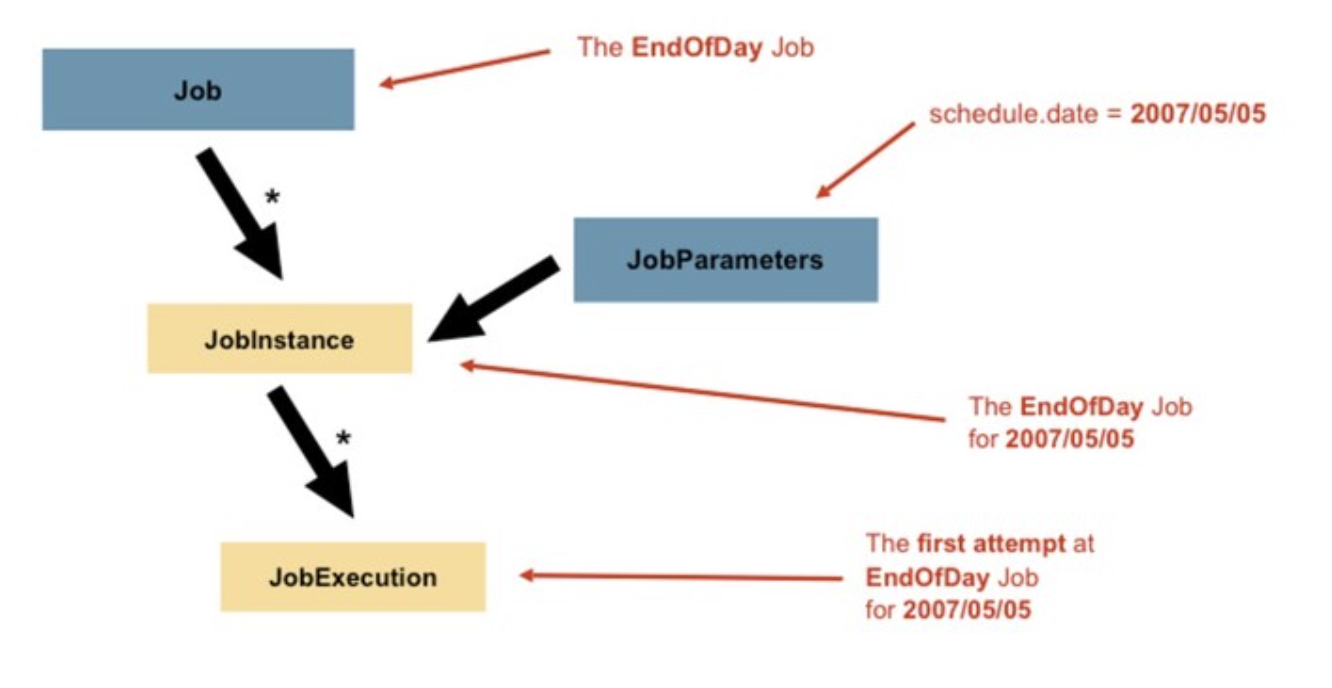 The EndOfDay Job
Job
schedule.date = 2007/05/05
*
JobParameters
JobInstance
The EndOfDay Job
for 2007/05/05
*
The first attempt at
EndOfDay Job
for 2007/05/05
JobExecution